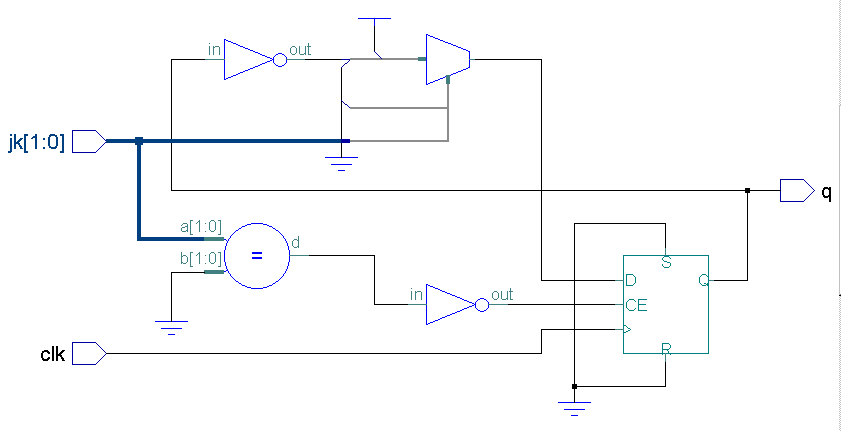 in
out
jk[1:0]
q
a[1:0]
b[1:0]
=
d
in
out
clk
S
D
Q
CE
R